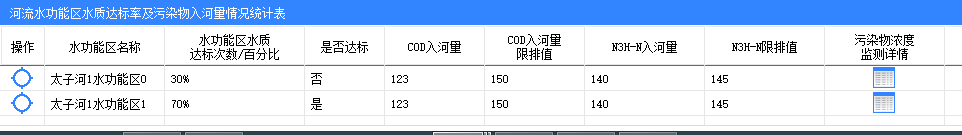 河流水功能区水质达标率及污染物入河量情况统计表
操作 水功能区名称 水功能区水质 达标次数/百分比 是否达标 COD入河量 COD入河量 限排值 N3H-N入河量 N3H-N限排值 污染物浓度 监测详情
太子河1水功能区0 30% 否 123 150 140 145
太子河1水功能区1 70% 是 123 150 140 145